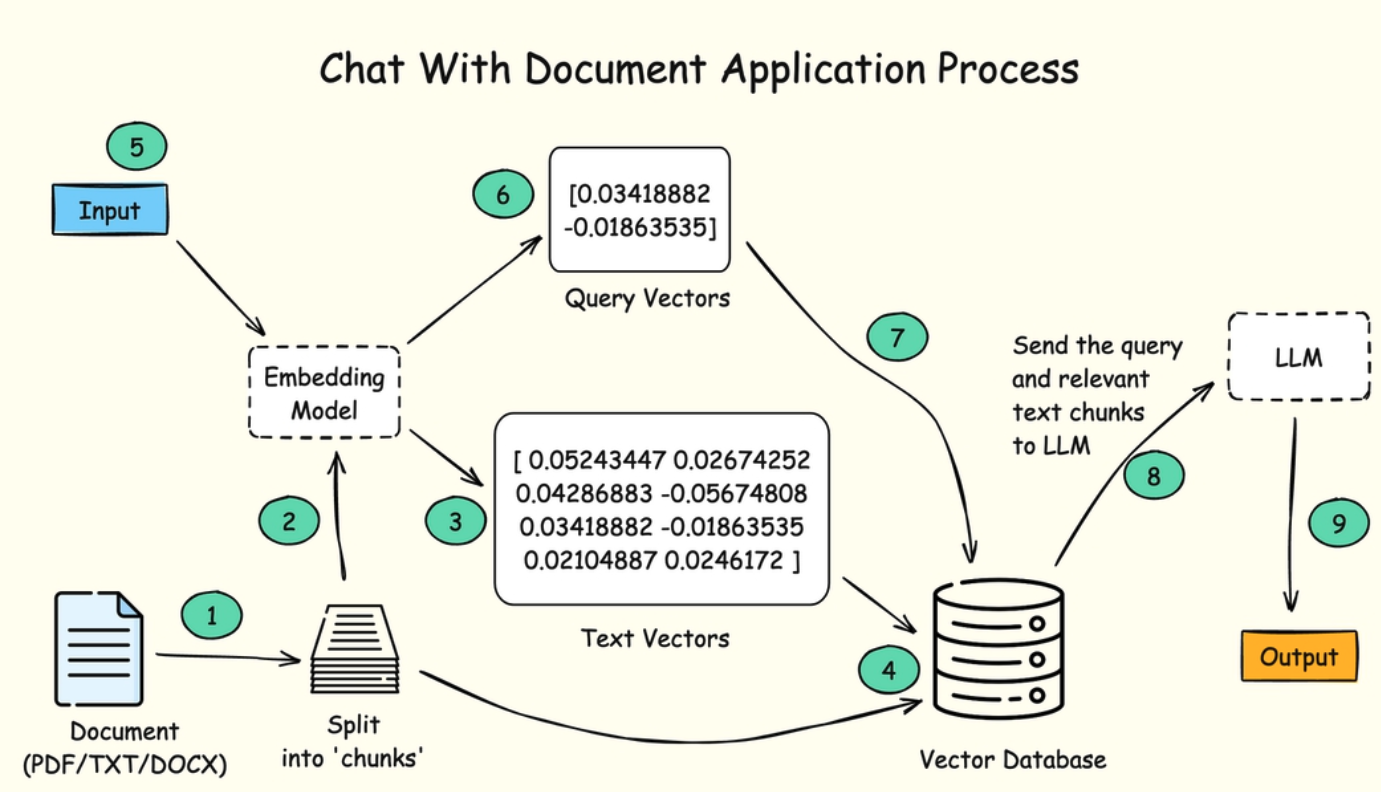 Chat With Document Application Process
5
Input
6
[0.03418882
-0.01863535]
Query Vectors
7
Send the query
and relevant
text chunks
to LLM
LLM
Embedding
Model
[ 0.05243447 0.02674252
0.04286883 -0.05674808
0.03418882 -0.01863535
0.02104887 0.0246172 ]
Text Vectors
8
2
3
9
1
4
Output
Document
(PDF/TXT/DOCX)
Split
into 'chunks'
Vector Database